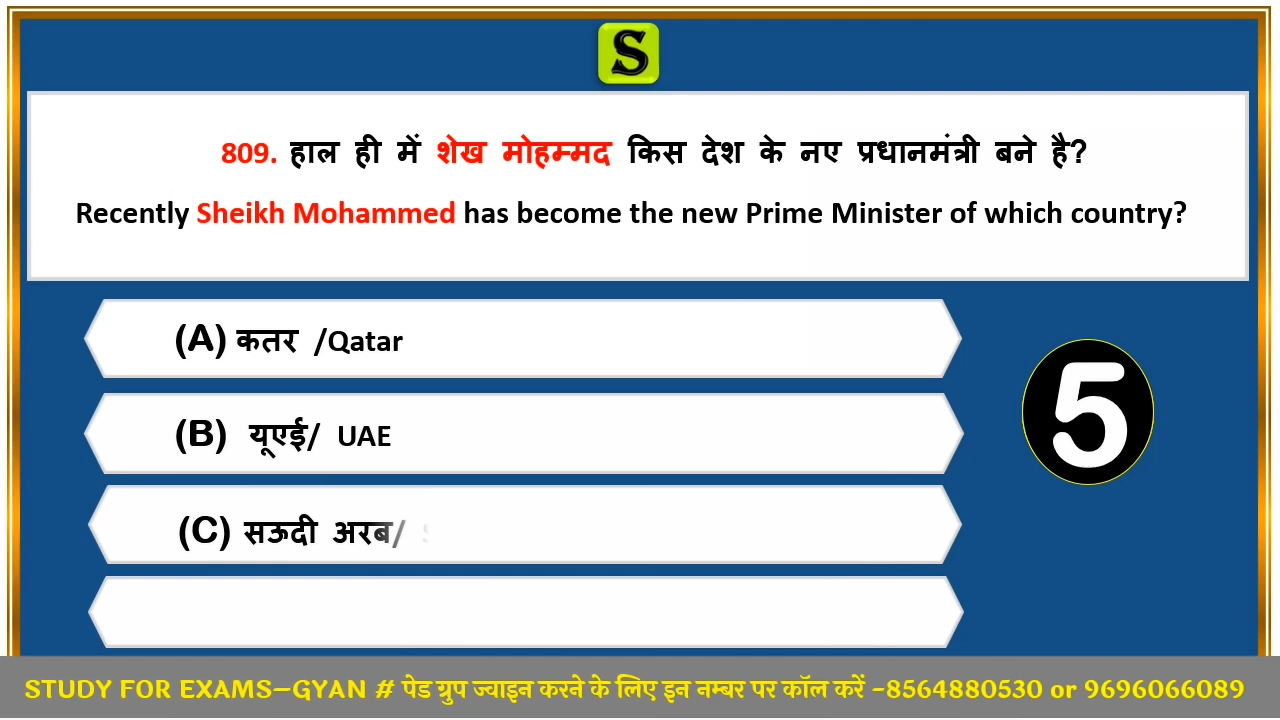 S
809. हाल ही में शेख मोहम्मद किस देश के नए प्रधानमंत्री बने है?
Recently Sheikh Mohammed has become the new Prime Minister of which country?
(A) कतर /Qatar
(B) यूएई/ UAE
5
(C) सऊदी अरब/
STUDY FOR EXAMS-GYAN # पेड ग्रुप ज्वाइन करने के लिए इन नम्बर पर कॉल करें -8564880530 or 9696066089